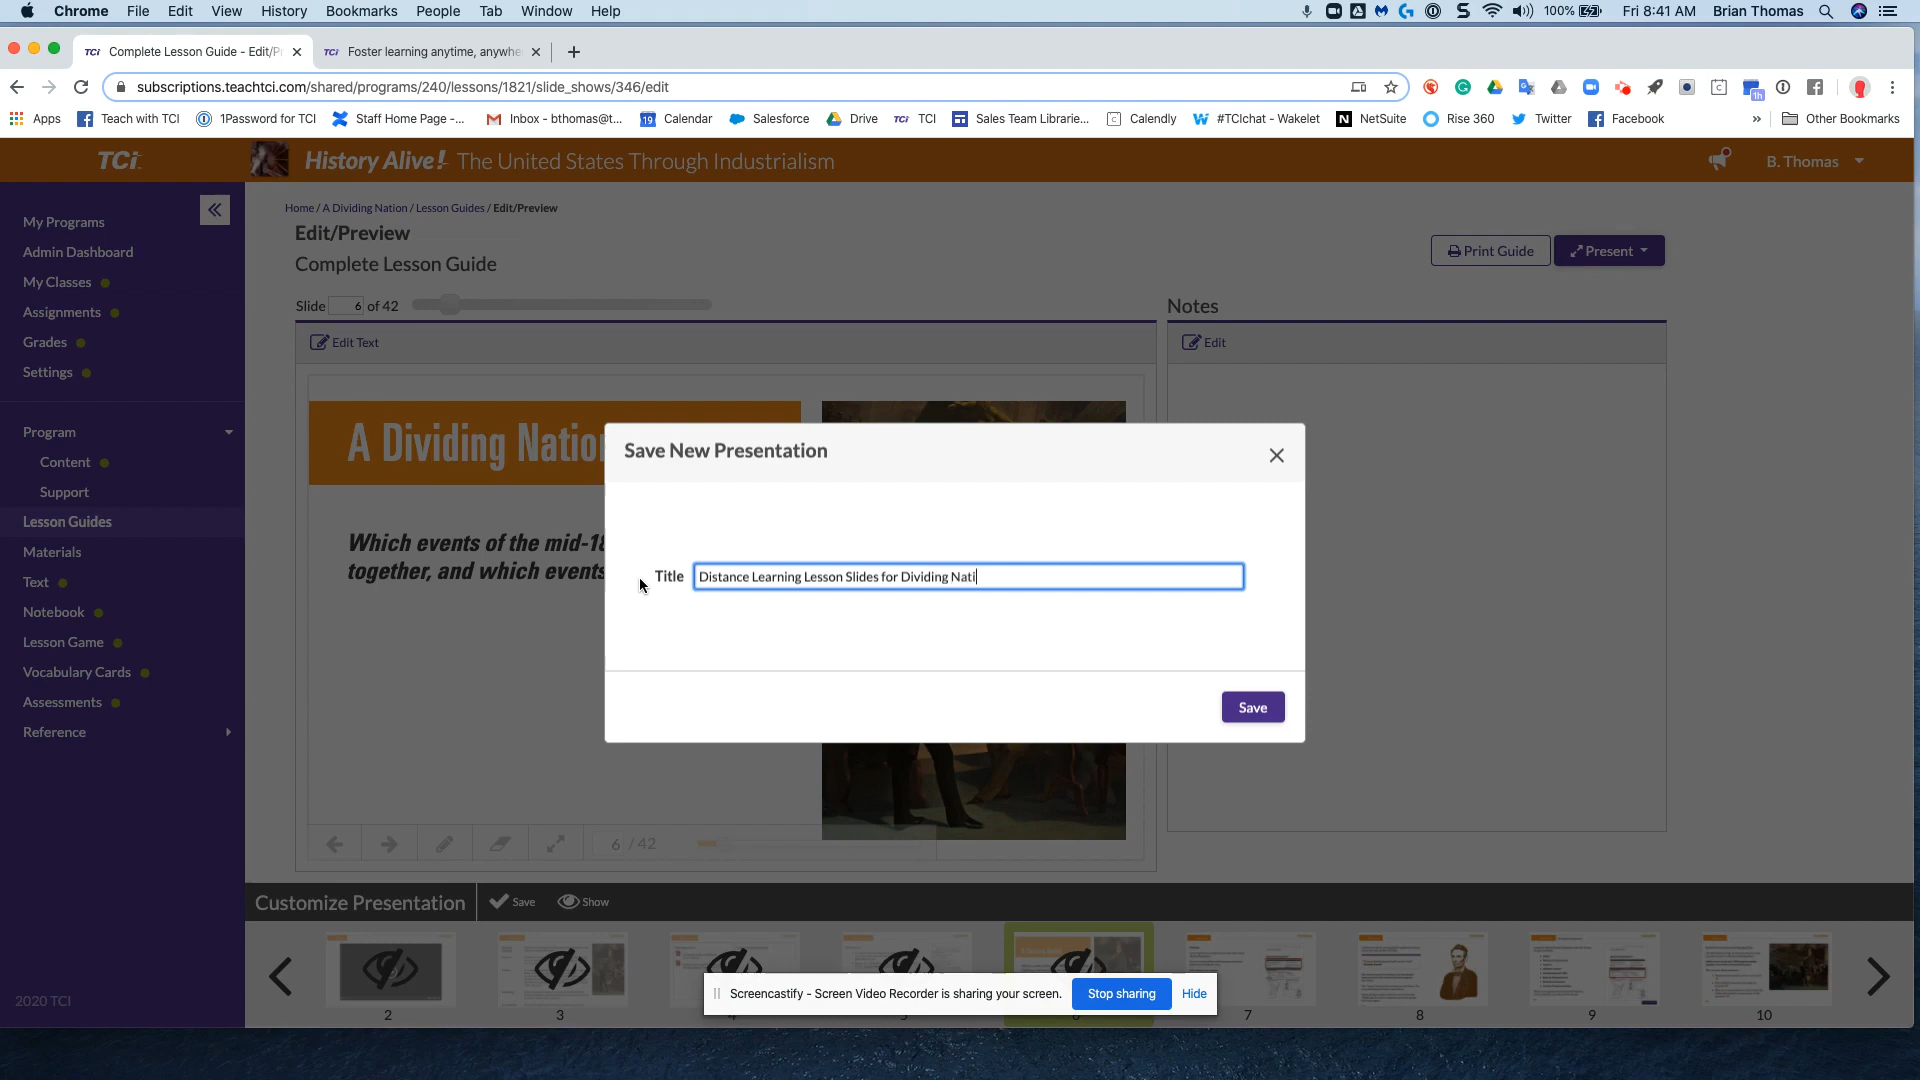 Chrome File Edit View History Bookmarks People Tab Window Help 100% Fri 8:41 AM Brian Thomas
TCi Complete Lesson Guide - Edit/P TCi Foster learning anytime, anywhe
subscriptions.teachtci.com/shared/programs/240/lessons/1821/slide_shows/346/edit
1h
Apps Teach with TCI 1Password for TCI Staff Home Page -... Inbox - bthomas@t... 19 Calendar Salesforce Drive TCi TCI Sales Team Librarie... Calendly #TCIchat - Wakelet NetSuite Rise 360 Twitter Facebook » Other Bookmarks
TCi History Alive! The United States Through Industrialism B. Thomas
Home / A Dividing Nation / Lesson Guides / Edit/Preview
Edit/Preview
Complete Lesson Guide
Print Guide Present
Slide 6 of 42
Notes
Edit Text
Edit
My Programs
Admin Dashboard
My Classes
Assignments
Grades
Settings
Program
Content
Support
Lesson Guides
Materials
Text
Notebook
Lesson Game
Vocabulary Cards
Assessments
Reference
2020 TCI
A Dividing Natio
Which events of the mid-18
together, and which events
Save New Presentation
Title Distance Learning Lesson Slides for Dividing Nati
Save
6 / 42
Customize Presentation Save Show
Screencastify - Screen Video Recorder is sharing your screen. Stop sharing Hide
2 3 7 8 9 10